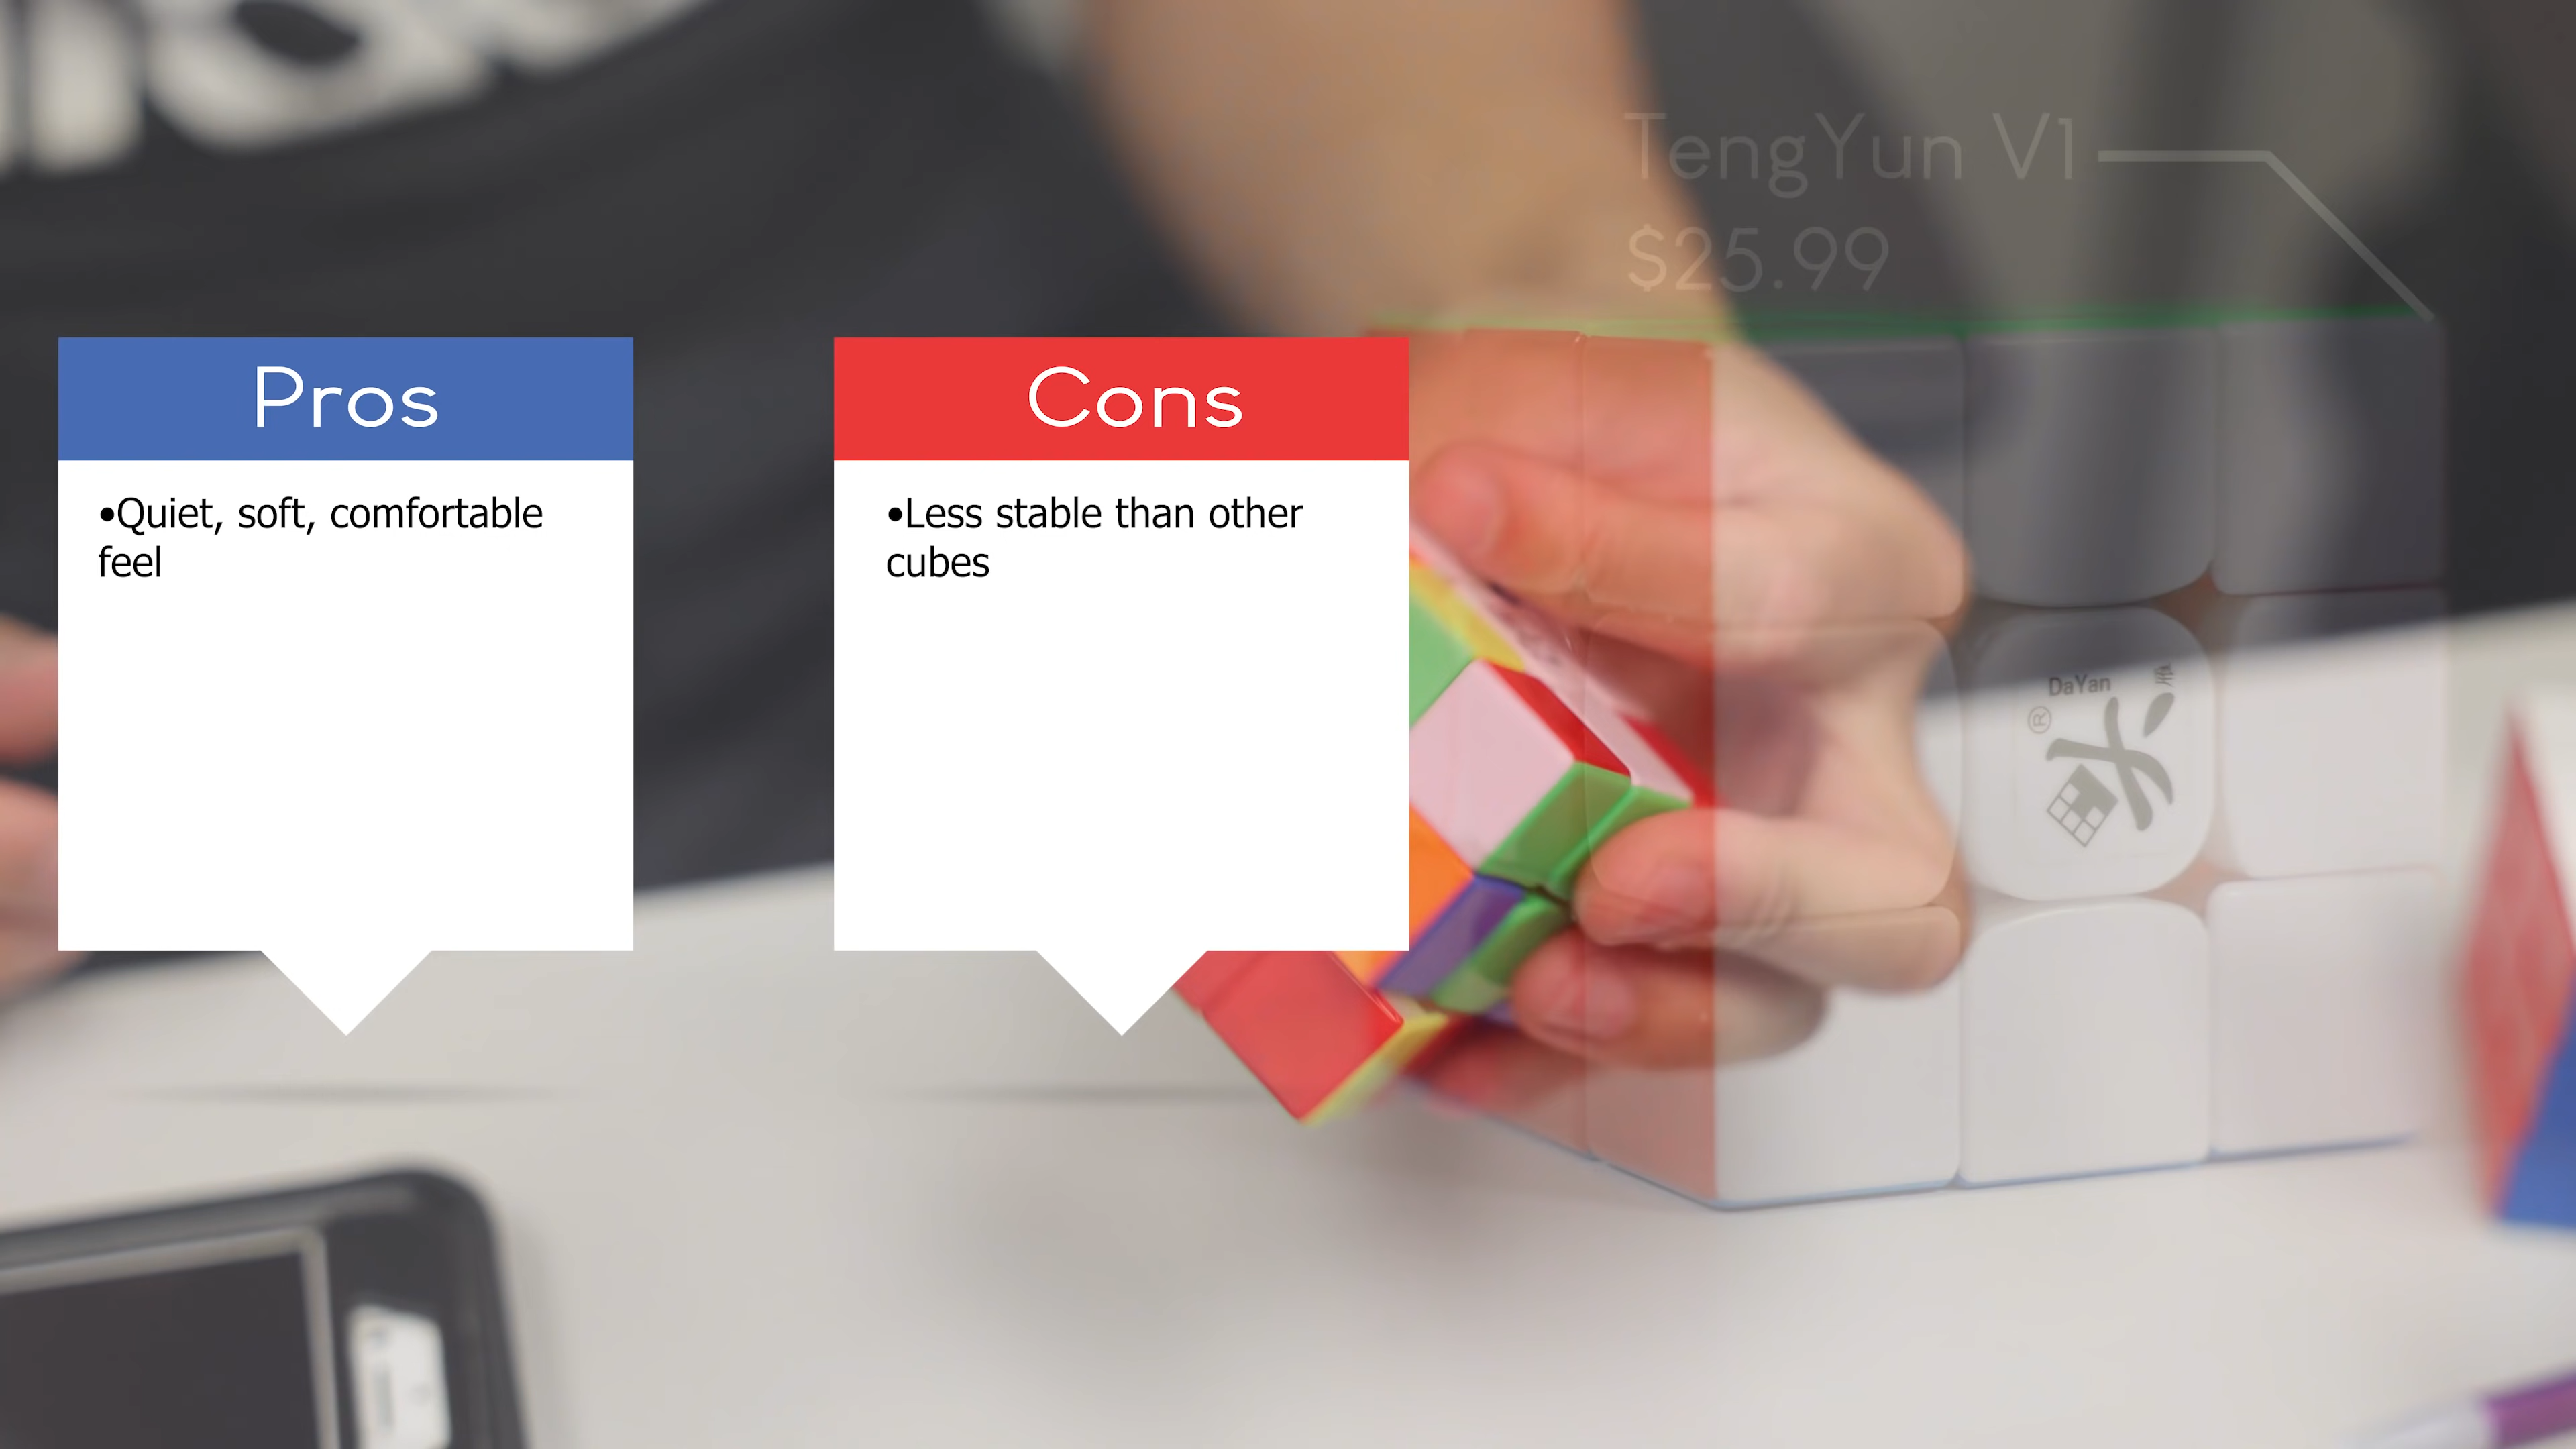 TengYun V1
$25.99
Pros
•Quiet, soft, comfortable
feel
Cons
•Less stable than other
cubes
DaYan
®